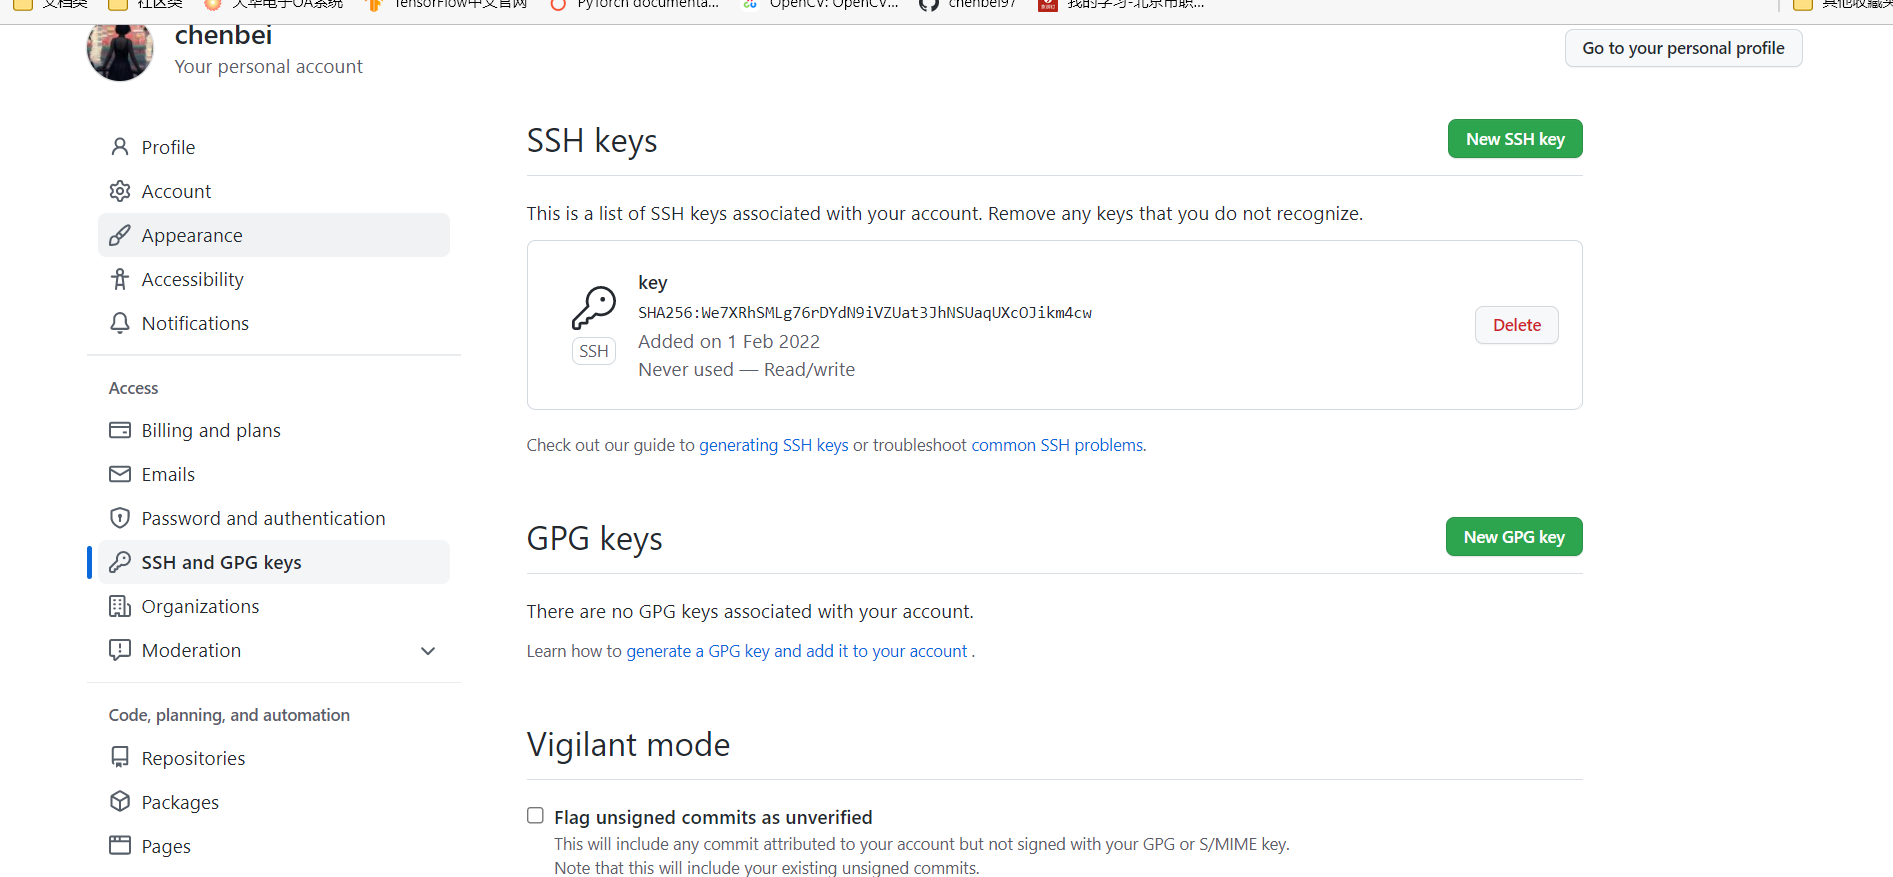 文档类 社区类 大华电子OA系统 TensorFlow中文官网 PyTorch documenta... OpenCV: OpenCV... chenbei97 我的学习-北京市职... 其他收藏夹
chenbei
Your personal account
Go to your personal profile
Profile
Account
Appearance
Accessibility
Notifications
Access
Billing and plans
Emails
Password and authentication
SSH and GPG keys
Organizations
Moderation
Code, planning, and automation
Repositories
Packages
Pages
SSH keys
New SSH key
This is a list of SSH keys associated with your account. Remove any keys that you do not recognize.
key
SHA256:We7XRhSMLg76rDYdN9iVZUat3JhNSUaqUXcOJikm4cw
Added on 1 Feb 2022
Never used — Read/write
SSH
Delete
Check out our guide to generating SSH keys or troubleshoot common SSH problems.
GPG keys
New GPG key
There are no GPG keys associated with your account.
Learn how to generate a GPG key and add it to your account .
Vigilant mode
Flag unsigned commits as unverified
This will include any commit attributed to your account but not signed with your GPG or S/MIME key.
Note that this will include your existing unsigned commits.